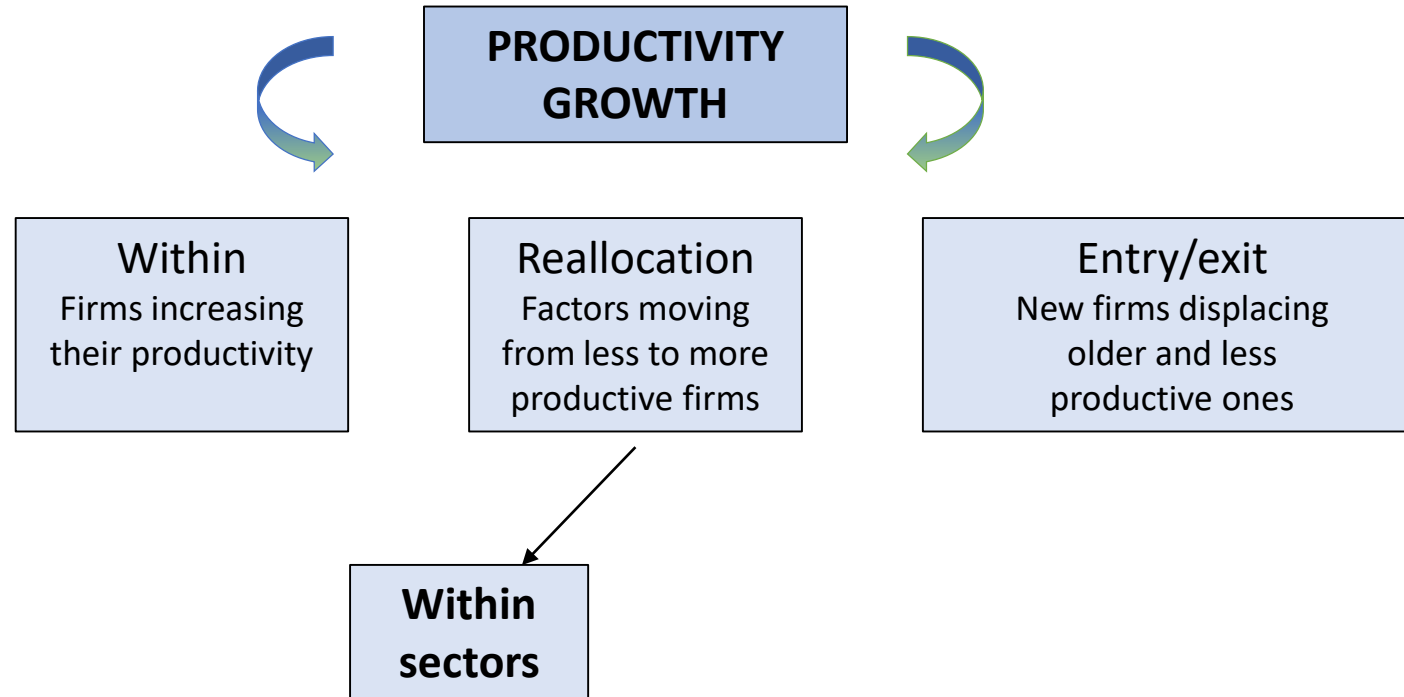 PRODUCTIVITY
GROWTH
Within
Firms increasing
their productivity
Reallocation
Factors moving
from less to more
productive firms
Entry/exit
New firms displacing
older and less
productive ones
Within
sectors